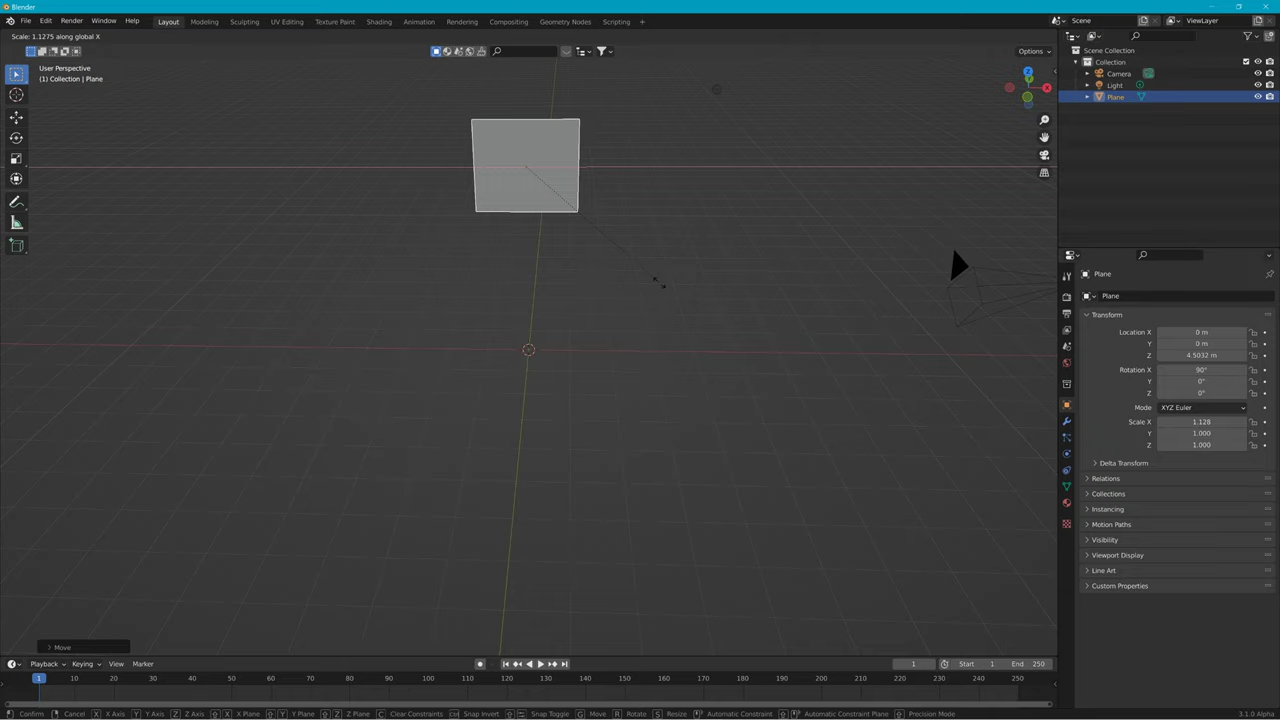 Blender
File Edit Render Window Help Layout Modeling Sculpting UV Editing Texture Paint Shading Animation Rendering Compositing Geometry Nodes Scripting + Scene ViewLayer
Scale: 1.1275 along global X
Options
User Perspective
(1) Collection | Plane
Z
Y
X
Scene Collection
Collection
Camera
Light
Plane
Plane
Plane
Transform
Location X 0 m
Y 0 m
Z 4.5032 m
Rotation X 90°
Y 0°
Z 0°
Mode XYZ Euler
Scale X 1.128
Y 1.000
Z 1.000
Delta Transform
Relations
Collections
Instancing
Motion Paths
Visibility
Viewport Display
Line Art
Custom Properties
Move
Playback Keying View Marker 1 Start 1 End 250
1 10 20 30 40 50 60 70 80 90 100 110 120 130 140 150 160 170 180 190 200 210 220 230 240 250
Confirm Cancel X X Axis Y Y Axis Z Z Axis X X Plane Y Y Plane Z Z Plane C Clear Constraints Ctrl Snap Invert Snap Toggle G Move R Rotate S Resize Automatic Constraint Automatic Constraint Plane Precision Mode 3.1.0 Alpha